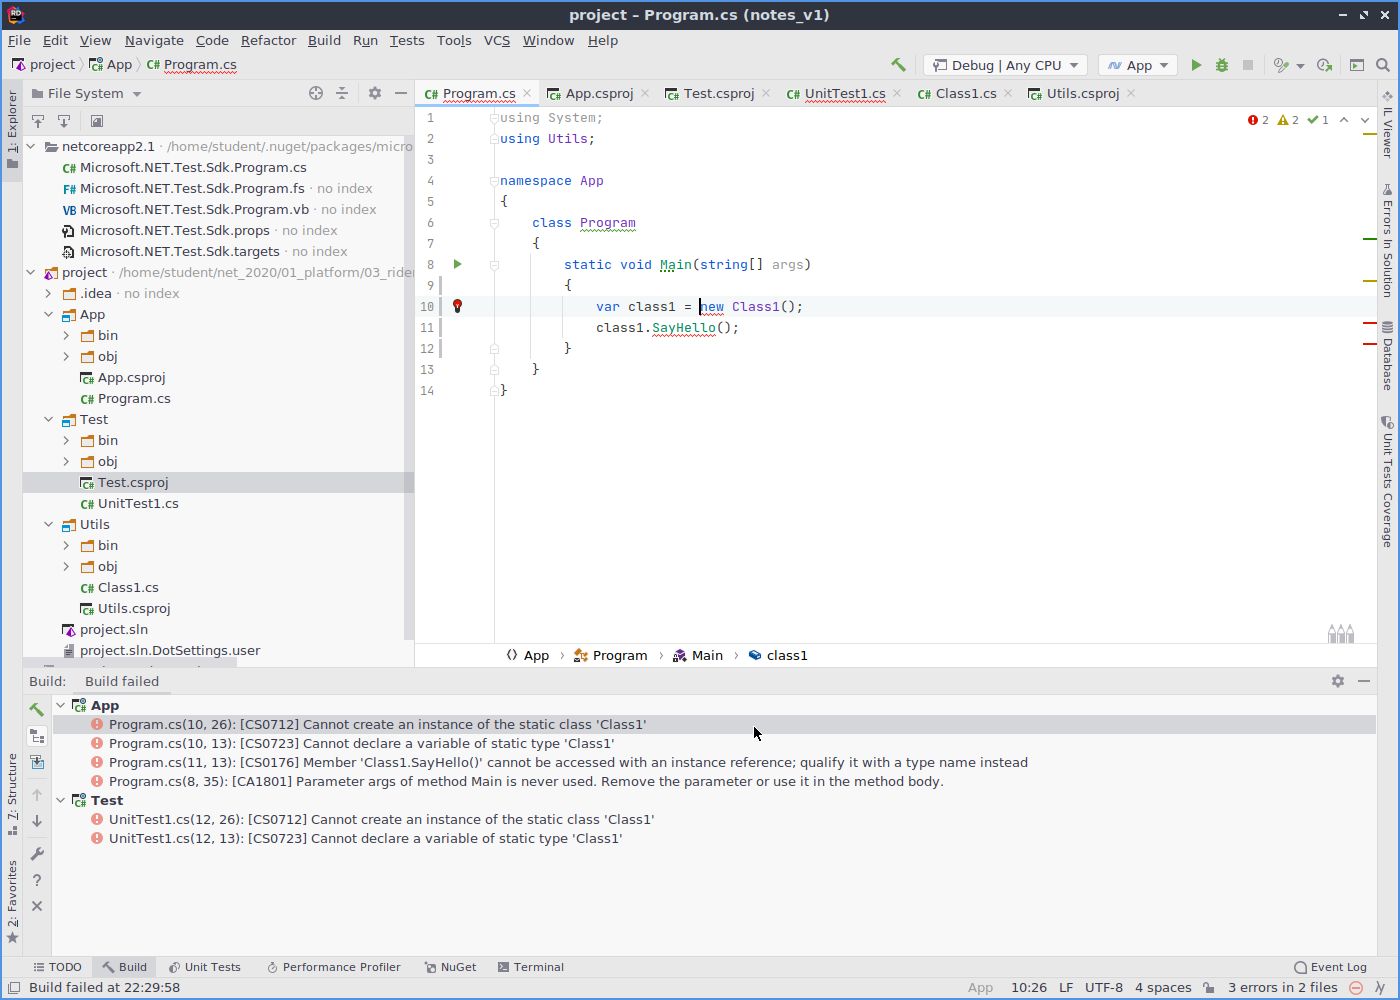 project – Program.cs (notes_v1)
File Edit View Navigate Code Refactor Build Run Tests Tools VCS Window Help
project App C# Program.cs Debug | Any CPU App
1: Explorer
File System
C# Program.cs App.csproj Test.csproj C# UnitTest1.cs C# Class1.cs Utils.csproj
netcoreapp2.1 · /home/student/.nuget/packages/micro
C# Microsoft.NET.Test.Sdk.Program.cs
F# Microsoft.NET.Test.Sdk.Program.fs · no index
VB Microsoft.NET.Test.Sdk.Program.vb · no index
Microsoft.NET.Test.Sdk.props · no index
Microsoft.NET.Test.Sdk.targets · no index
project · /home/student/net_2020/01_platform/03_rider
.idea · no index
App
bin
obj
App.csproj
C# Program.cs
Test
bin
obj
Test.csproj
C# UnitTest1.cs
Utils
bin
obj
C# Class1.cs
Utils.csproj
project.sln
project.sln.DotSettings.user
1 using System;
2 using Utils;
3
4 namespace App
5 {
6 class Program
7 {
8 static void Main(string[] args)
9 {
10 var class1 = new Class1();
11 class1.SayHello();
12 }
13 }
14 }
2 2 1
IL Viewer
Errors In Solution
Database
Unit Tests Coverage
App Program Main class1
Build: Build failed
App
Program.cs(10, 26): [CS0712] Cannot create an instance of the static class 'Class1'
Program.cs(10, 13): [CS0723] Cannot declare a variable of static type 'Class1'
Program.cs(11, 13): [CS0176] Member 'Class1.SayHello()' cannot be accessed with an instance reference; qualify it with a type name instead
Program.cs(8, 35): [CA1801] Parameter args of method Main is never used. Remove the parameter or use it in the method body.
Test
UnitTest1.cs(12, 26): [CS0712] Cannot create an instance of the static class 'Class1'
UnitTest1.cs(12, 13): [CS0723] Cannot declare a variable of static type 'Class1'
7: Structure
2: Favorites
TODO Build Unit Tests Performance Profiler NuGet Terminal Event Log
Build failed at 22:29:58 App 10:26 LF UTF-8 4 spaces 3 errors in 2 files